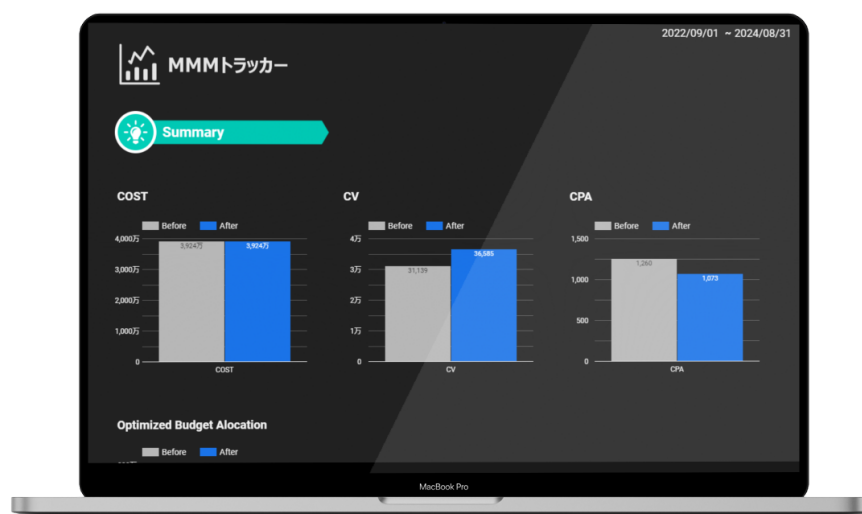 2022/09/01 ~ 2024/08/31
MMMトラッカー
Summary
COST
CV
CPA
Before After
Before After
Before After
4,000万
3,000万
2,000万
1,000万
0
3,924万 3,924万
COST
4万
3万
2万
1万
0
31,139 36,585
CV
1,500
1,000
500
0
1,260 1,073
CPA
Optimized Budget Alocation
Before After
MacBook Pro